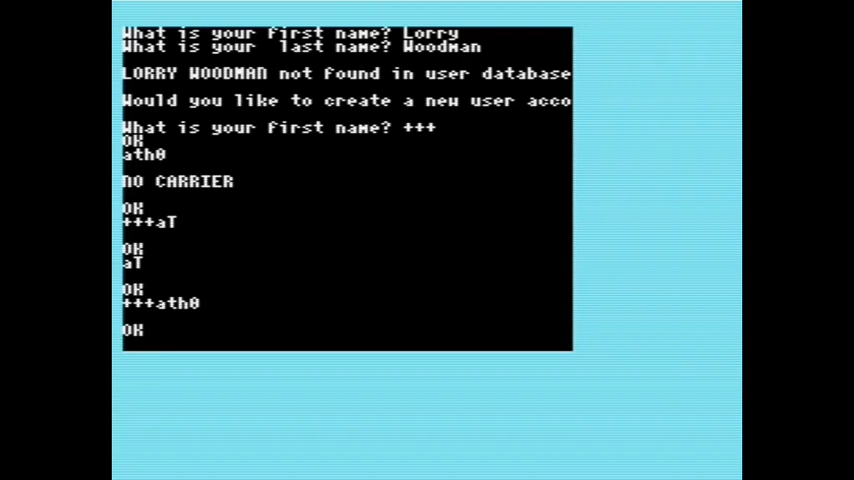 What is your first name? Lorry
What is your  last name? Woodman
LORRY WOODMAN not found in user database
Would you like to create a new user acco
What is your first name? +++
OK
ath0
NO CARRIER
OK
+++aT
OK
aT
OK
+++ath0
OK